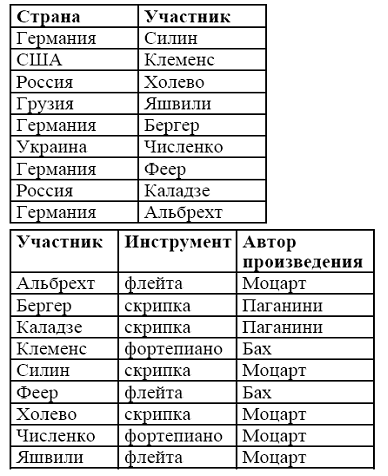 Страна Участник
Германия Силин
США Клеменс
Россия Холево
Грузия Яшвили
Германия Бергер
Украина Численко
Германия Феер
Россия Каладзе
Германия Альбрехт
Участник Инструмент Автор
произведения
Альбрехт флейта Моцарт
Бергер скрипка Паганини
Каладзе скрипка Паганини
Клеменс фортепиано Бах
Силин скрипка Моцарт
Феер флейта Бах
Холево скрипка Моцарт
Численко фортепиано Моцарт
Яшвили флейта Моцарт